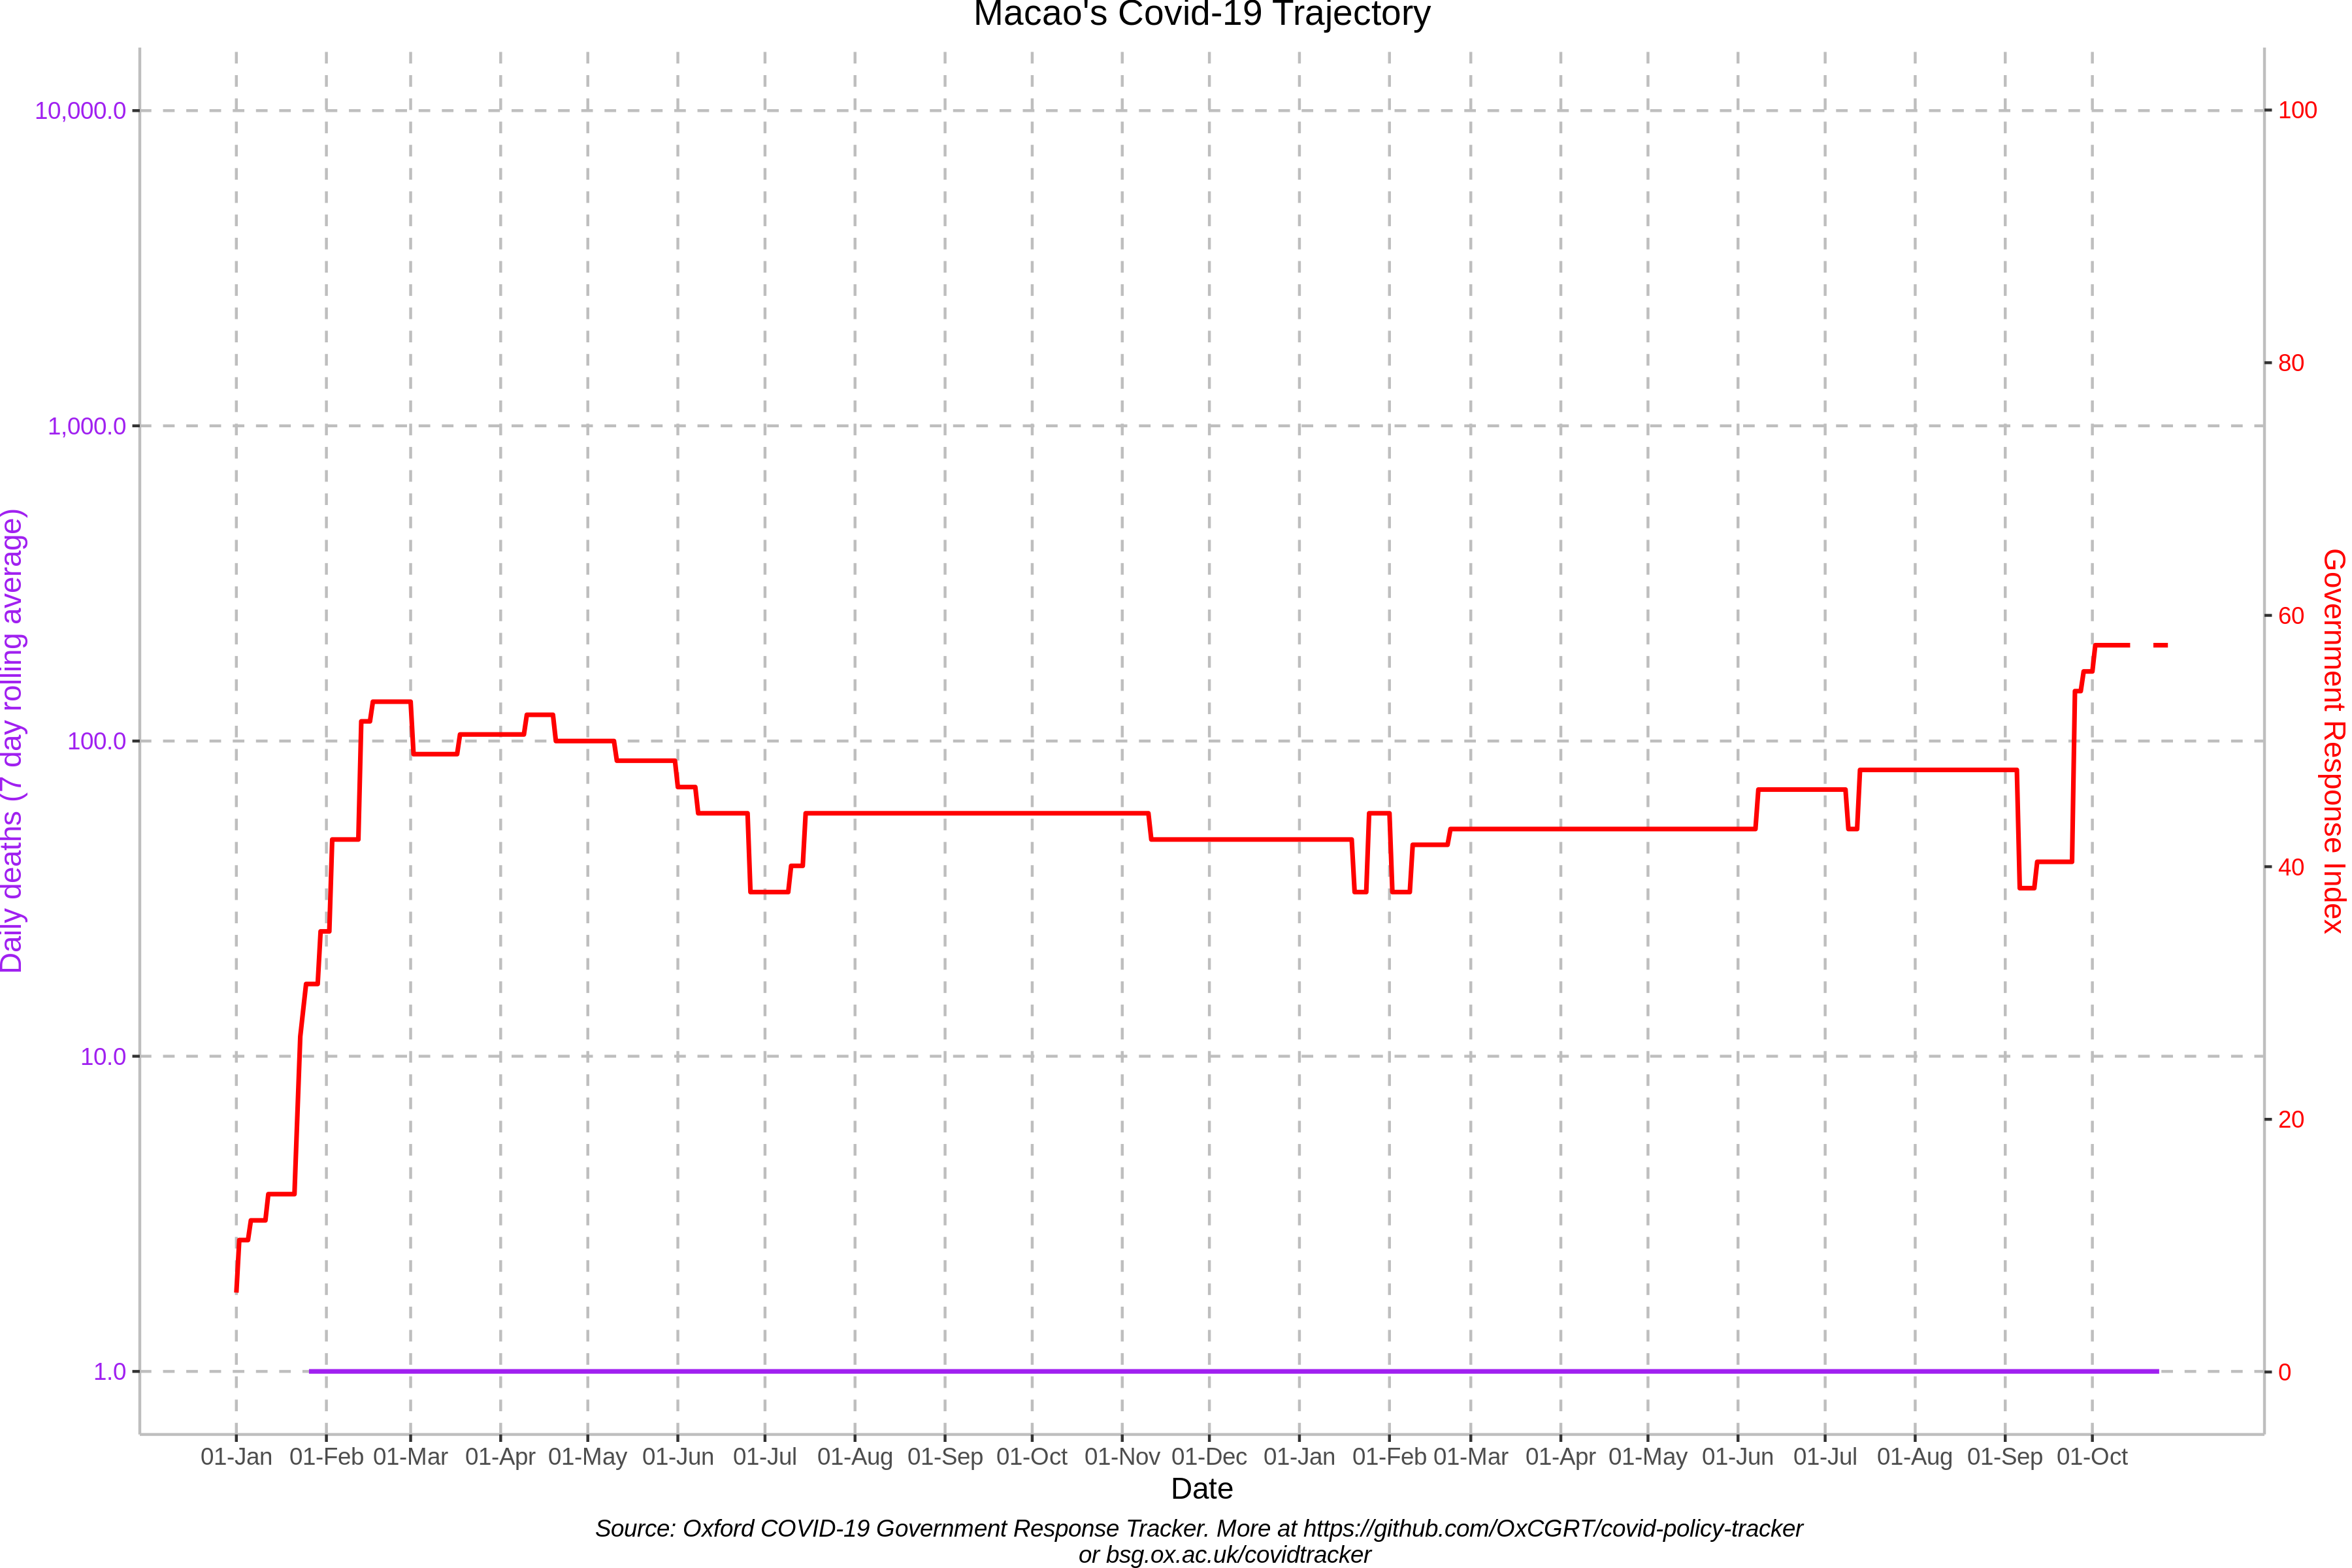 Macao's Covid-19 Trajectory
10,000.0
1,000.0
100.0
10.0
1.0
Daily deaths (7 day rolling average)
100
80
60
40
20
0
Government Response Index
01-Jan 01-Feb 01-Mar 01-Apr 01-May 01-Jun 01-Jul 01-Aug 01-Sep 01-Oct 01-Nov 01-Dec 01-Jan 01-Feb 01-Mar 01-Apr 01-May 01-Jun 01-Jul 01-Aug 01-Sep 01-Oct
Date
Source: Oxford COVID-19 Government Response Tracker. More at https://github.com/OxCGRT/covid-policy-tracker
or bsg.ox.ac.uk/covidtracker